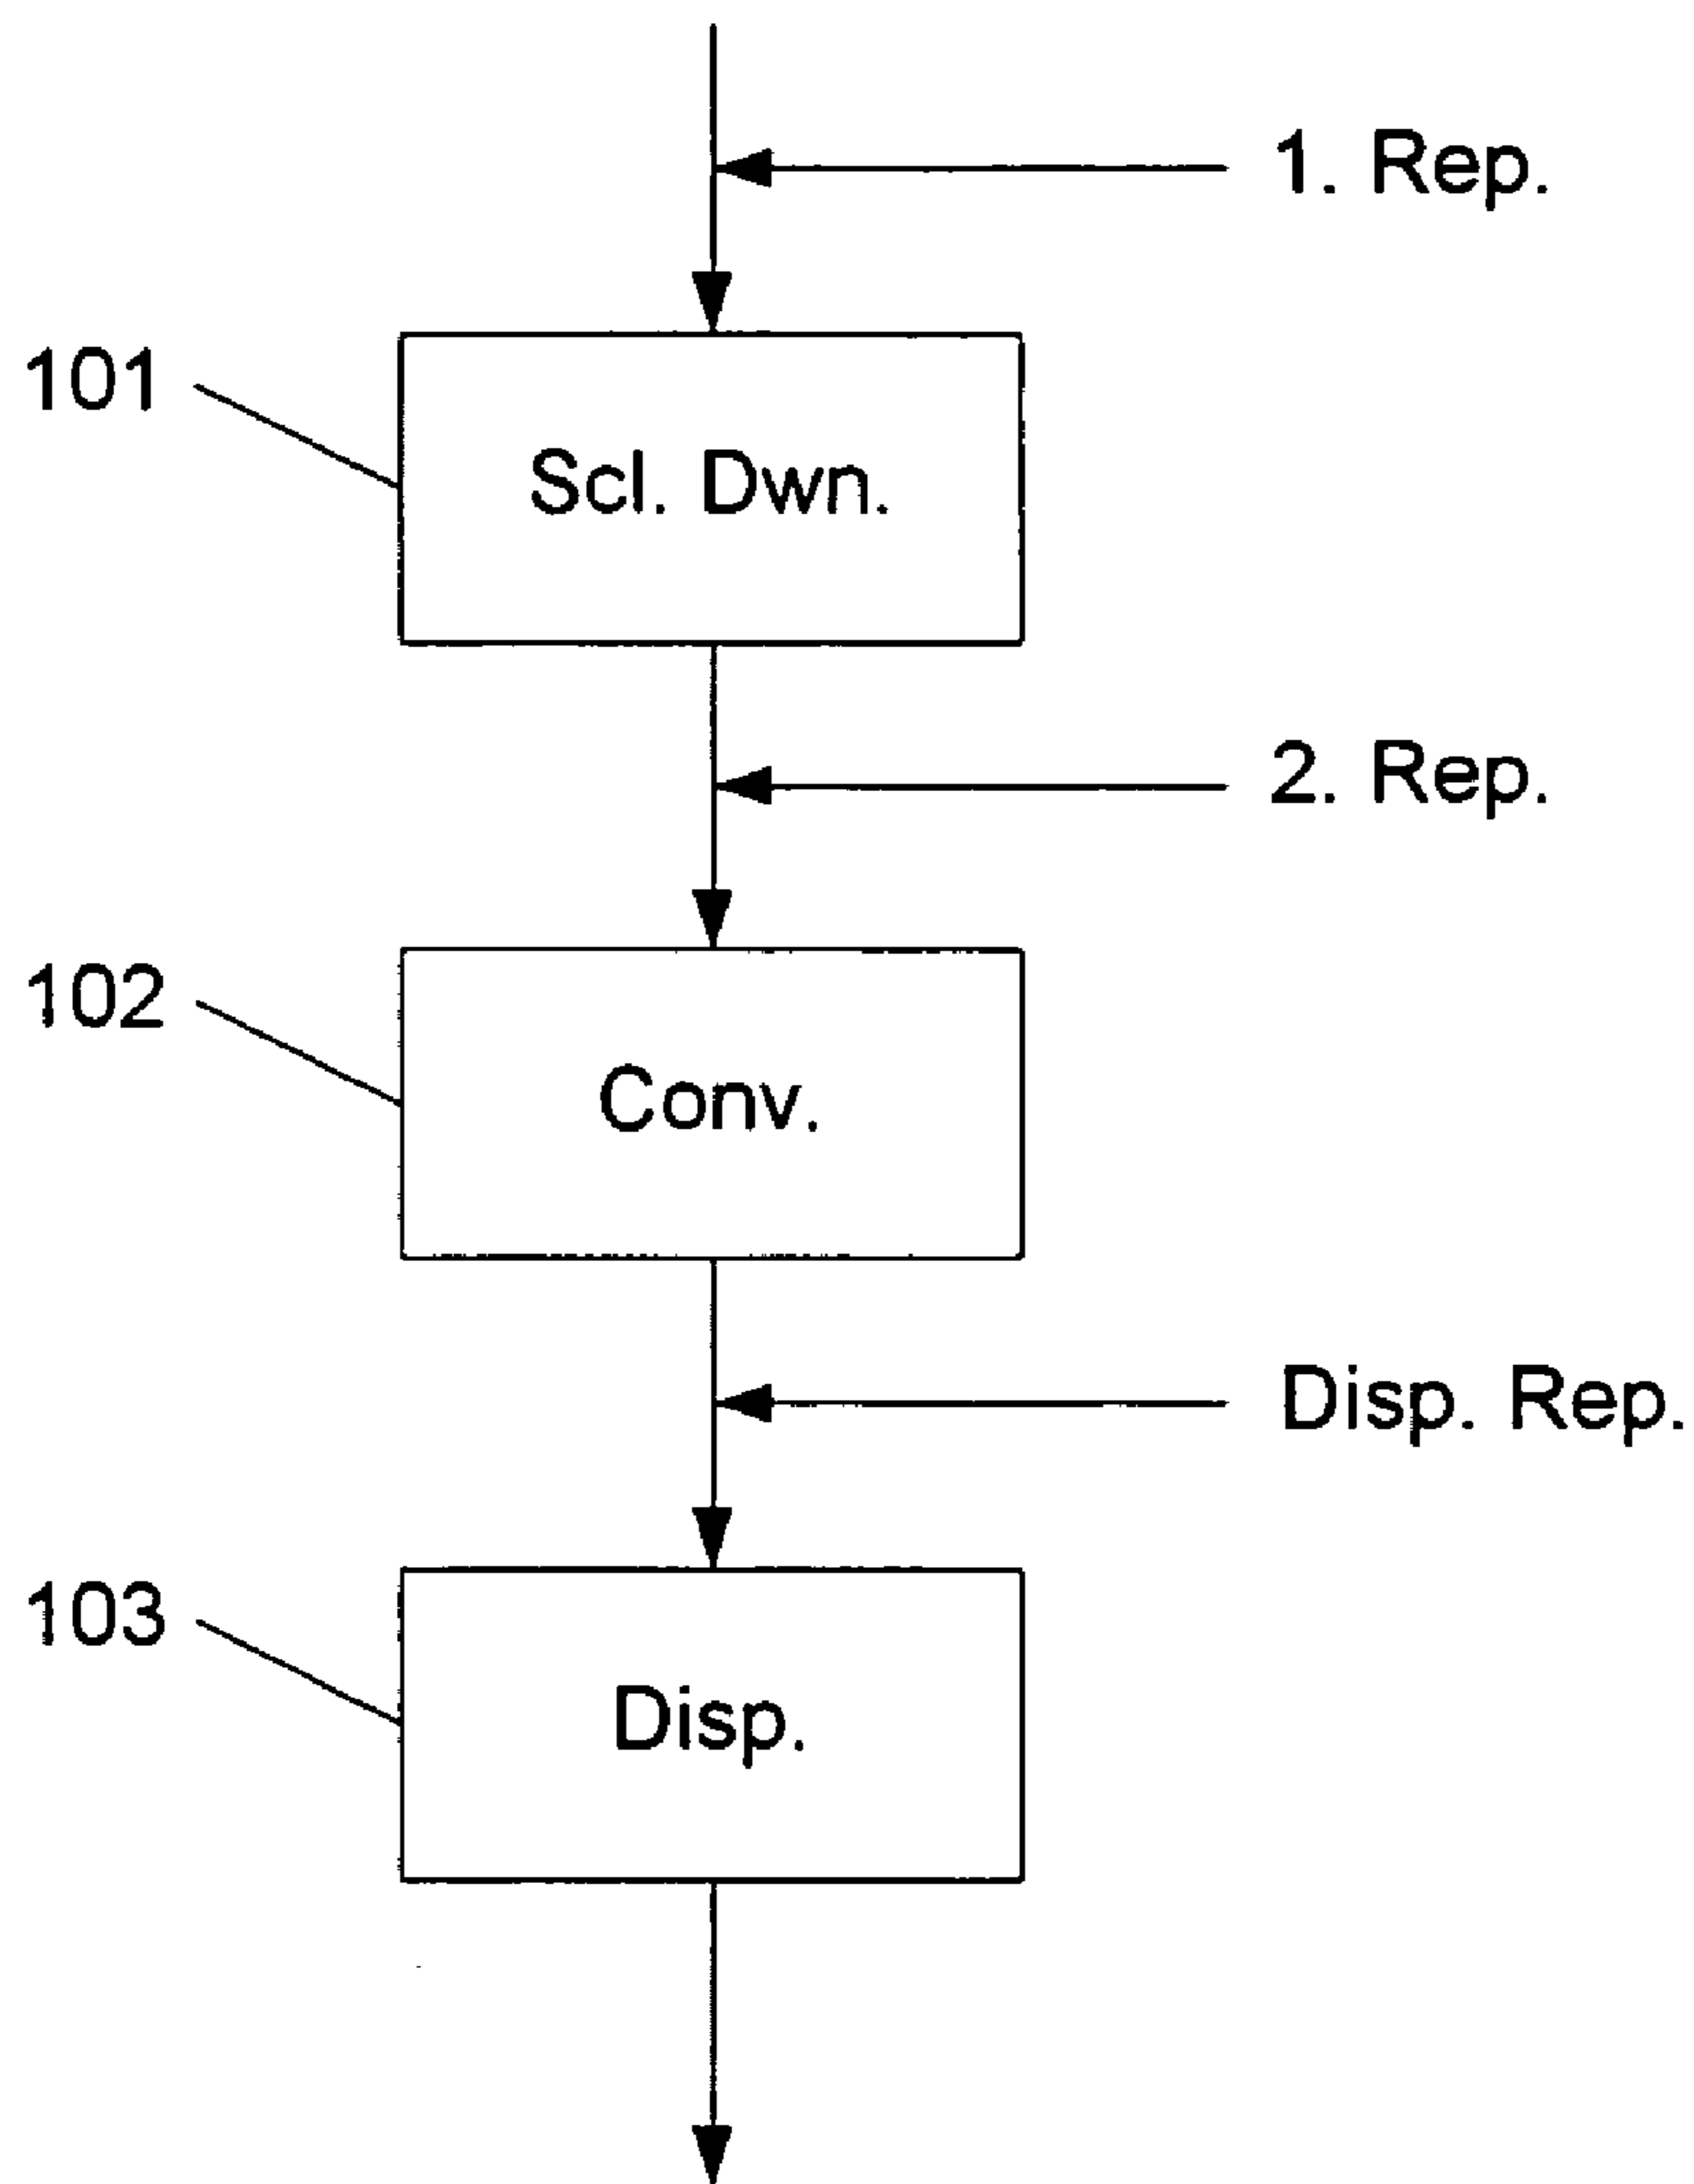 1. Rep.
101
Scl. Dwn.
2. Rep.
102
Conv.
Disp. Rep.
103
Disp.